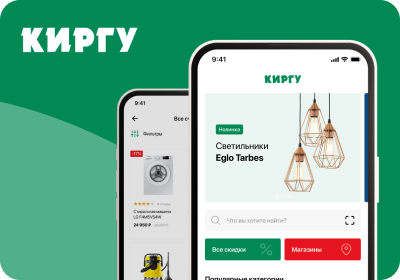 КИРГУ
9:41
Все с
Фильтры
-17%
Стиральная машина
LG F4M5VS4W
24 950 ₽
9:41
КИРГУ
Новинка
Светильники
Eglo Tarbes
Что вы хотите найти?
Все скидки
Магазины
Популярные категории